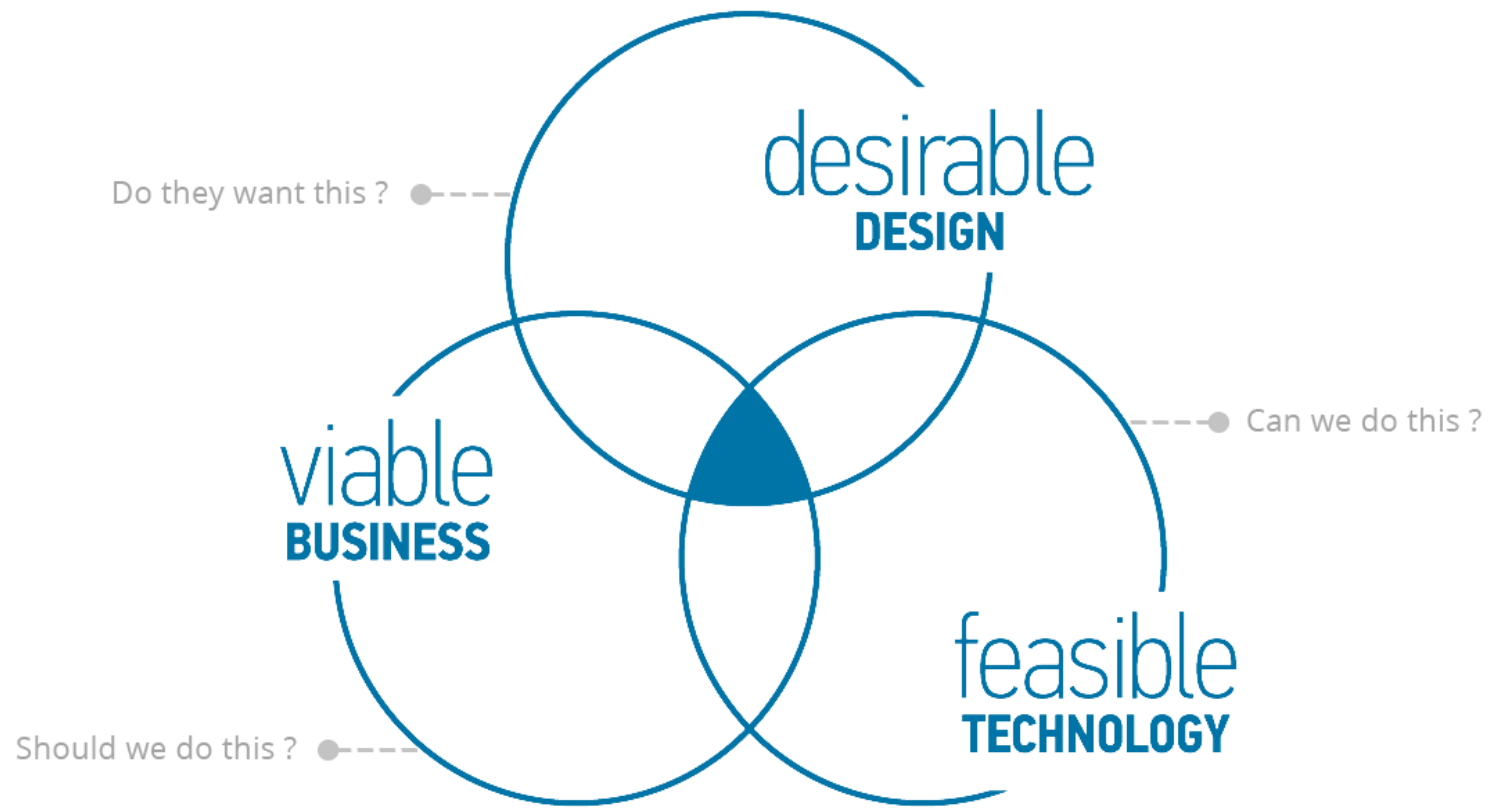 desirable
DESIGN
Do they want this ?
Can we do this ?
viable
BUSINESS
feasible
TECHNOLOGY
Should we do this ?